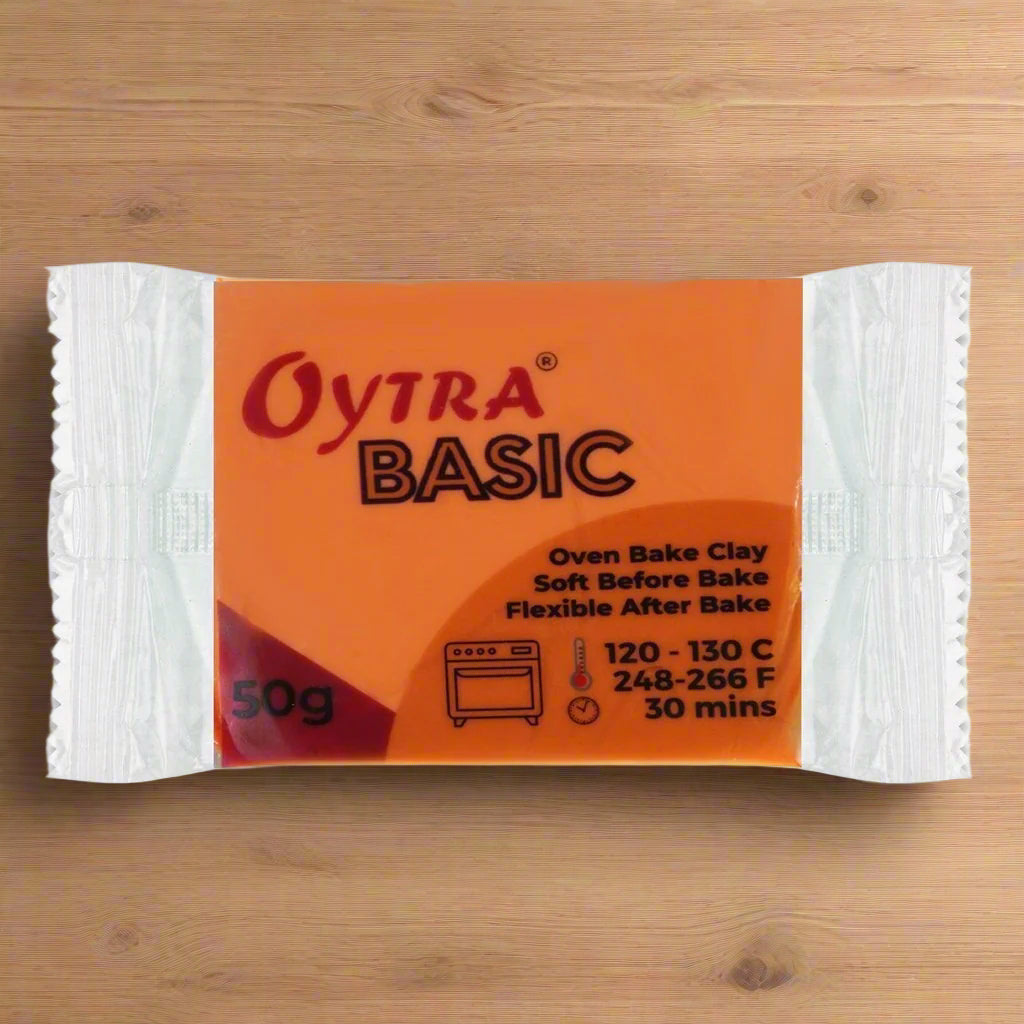 OYTRA®
BASIC
Oven Bake Clay
Soft Before Bake
Flexible After Bake
120 - 130 C
248-266 F
30 mins
50g